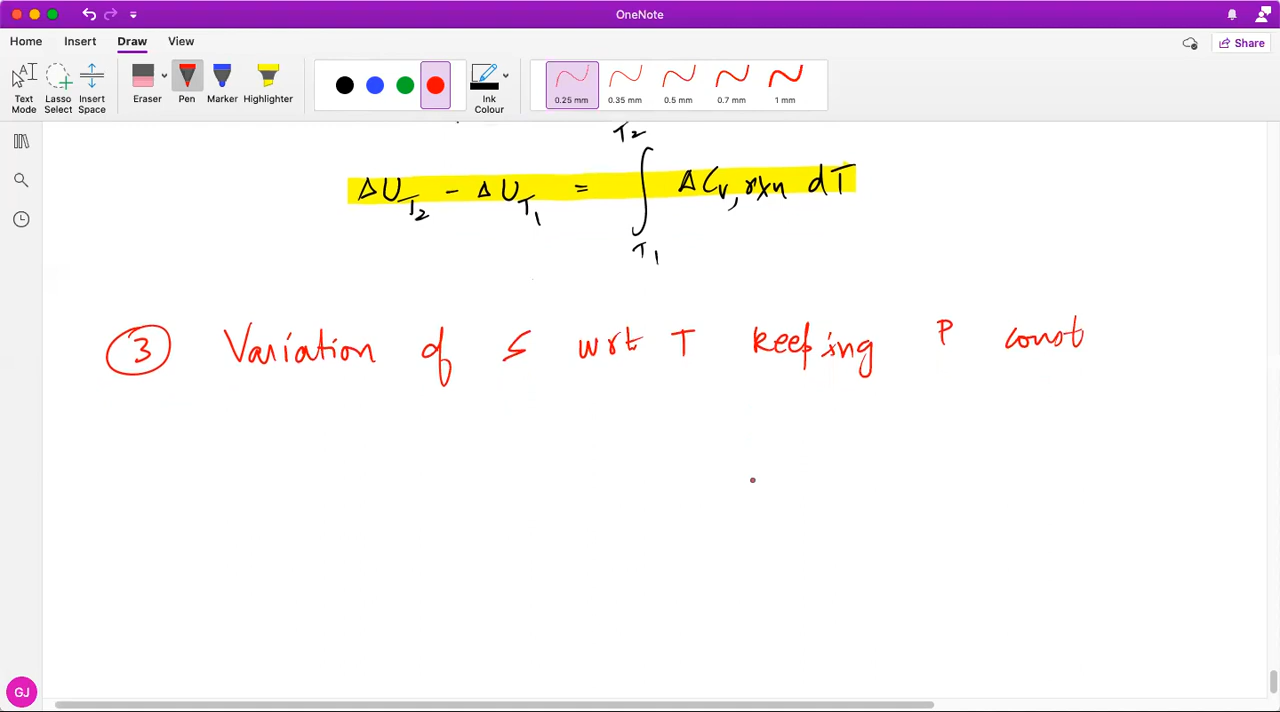 OneNote
Home Insert Draw View
Share
Text Mode Lasso Select Insert Space Eraser Pen Marker Highlighter Ink Colour 0.25 mm 0.35 mm 0.5 mm 0.7 mm 1 mm
T2
ΔU_T2 - ΔU_T1 = ∫ ΔCv, rxn dT
T1
3 Variation of S wrt T keeping P const
GJ